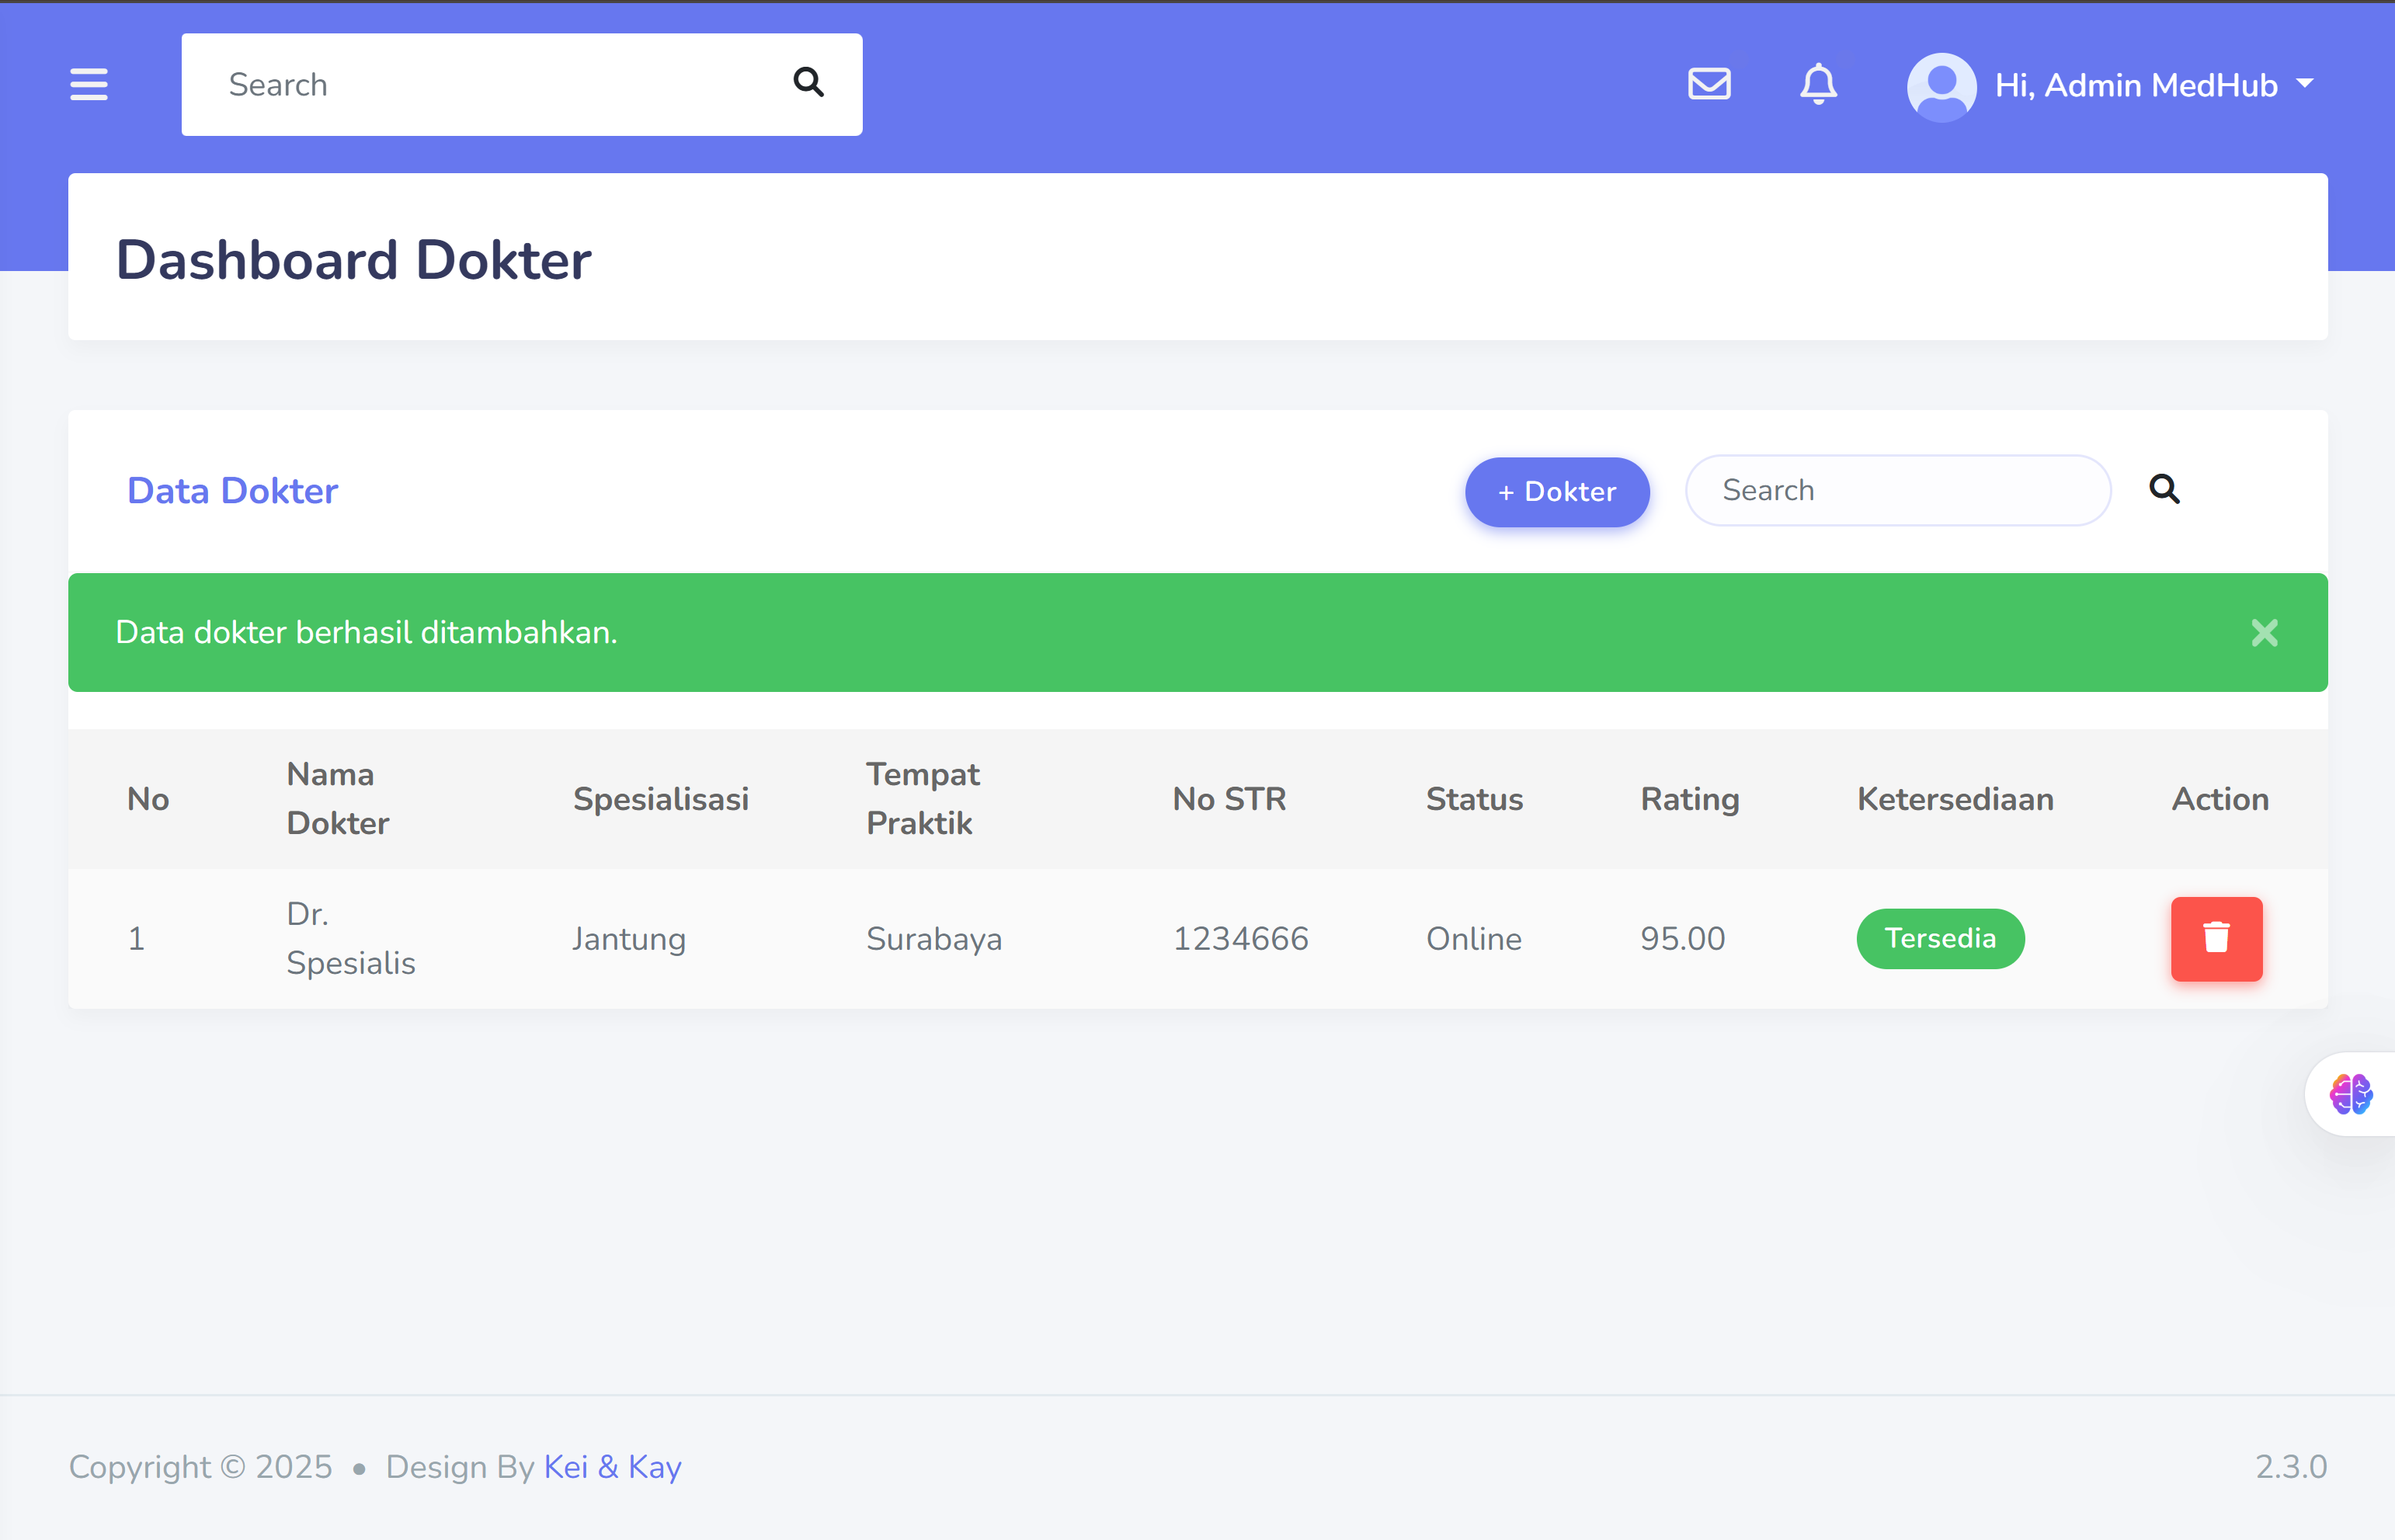 Search
Hi, Admin MedHub
Dashboard Dokter
Data Dokter
+ Dokter
Search
Data dokter berhasil ditambahkan.
No
Nama
Dokter
Spesialisasi
Tempat
Praktik
No STR
Status
Rating
Ketersediaan
Action
1
Dr.
Spesialis
Jantung
Surabaya
1234666
Online
95.00
Tersedia
Copyright © 2025 • Design By Kei & Kay
2.3.0